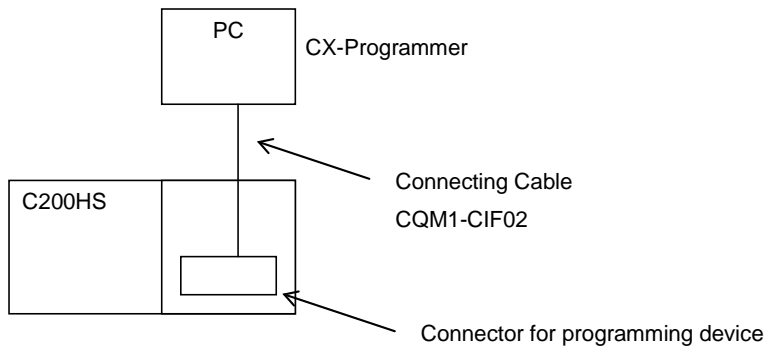 PC
CX-Programmer
Connecting Cable
CQM1-CIF02
C200HS
Connector for programming device